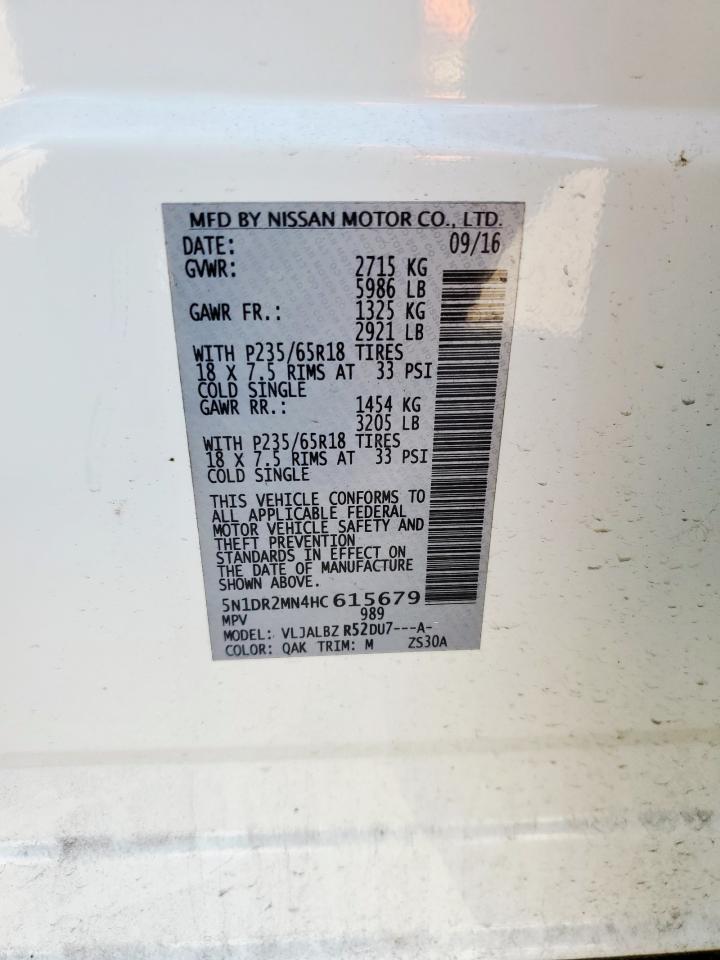 MFD BY NISSAN MOTOR CO., LTD.
DATE: 09/16
GVWR: 2715 KG
5986 LB
GAWR FR.: 1325 KG
2921 LB
WITH P235/65R18 TIRES
18 X 7.5 RIMS AT 33 PSI
COLD SINGLE
GAWR RR.: 1454 KG
3205 LB
WITH P235/65R18 TIRES
18 X 7.5 RIMS AT 33 PSI
COLD SINGLE
THIS VEHICLE CONFORMS TO
ALL APPLICABLE FEDERAL
MOTOR VEHICLE SAFETY AND
THEFT PREVENTION
STANDARDS IN EFFECT ON
THE DATE OF MANUFACTURE
SHOWN ABOVE.
5N1DR2MN4HC615679
MPV 989
MODEL: VLJALBZ R52DU7---A-
COLOR: QAK TRIM: M ZS30A